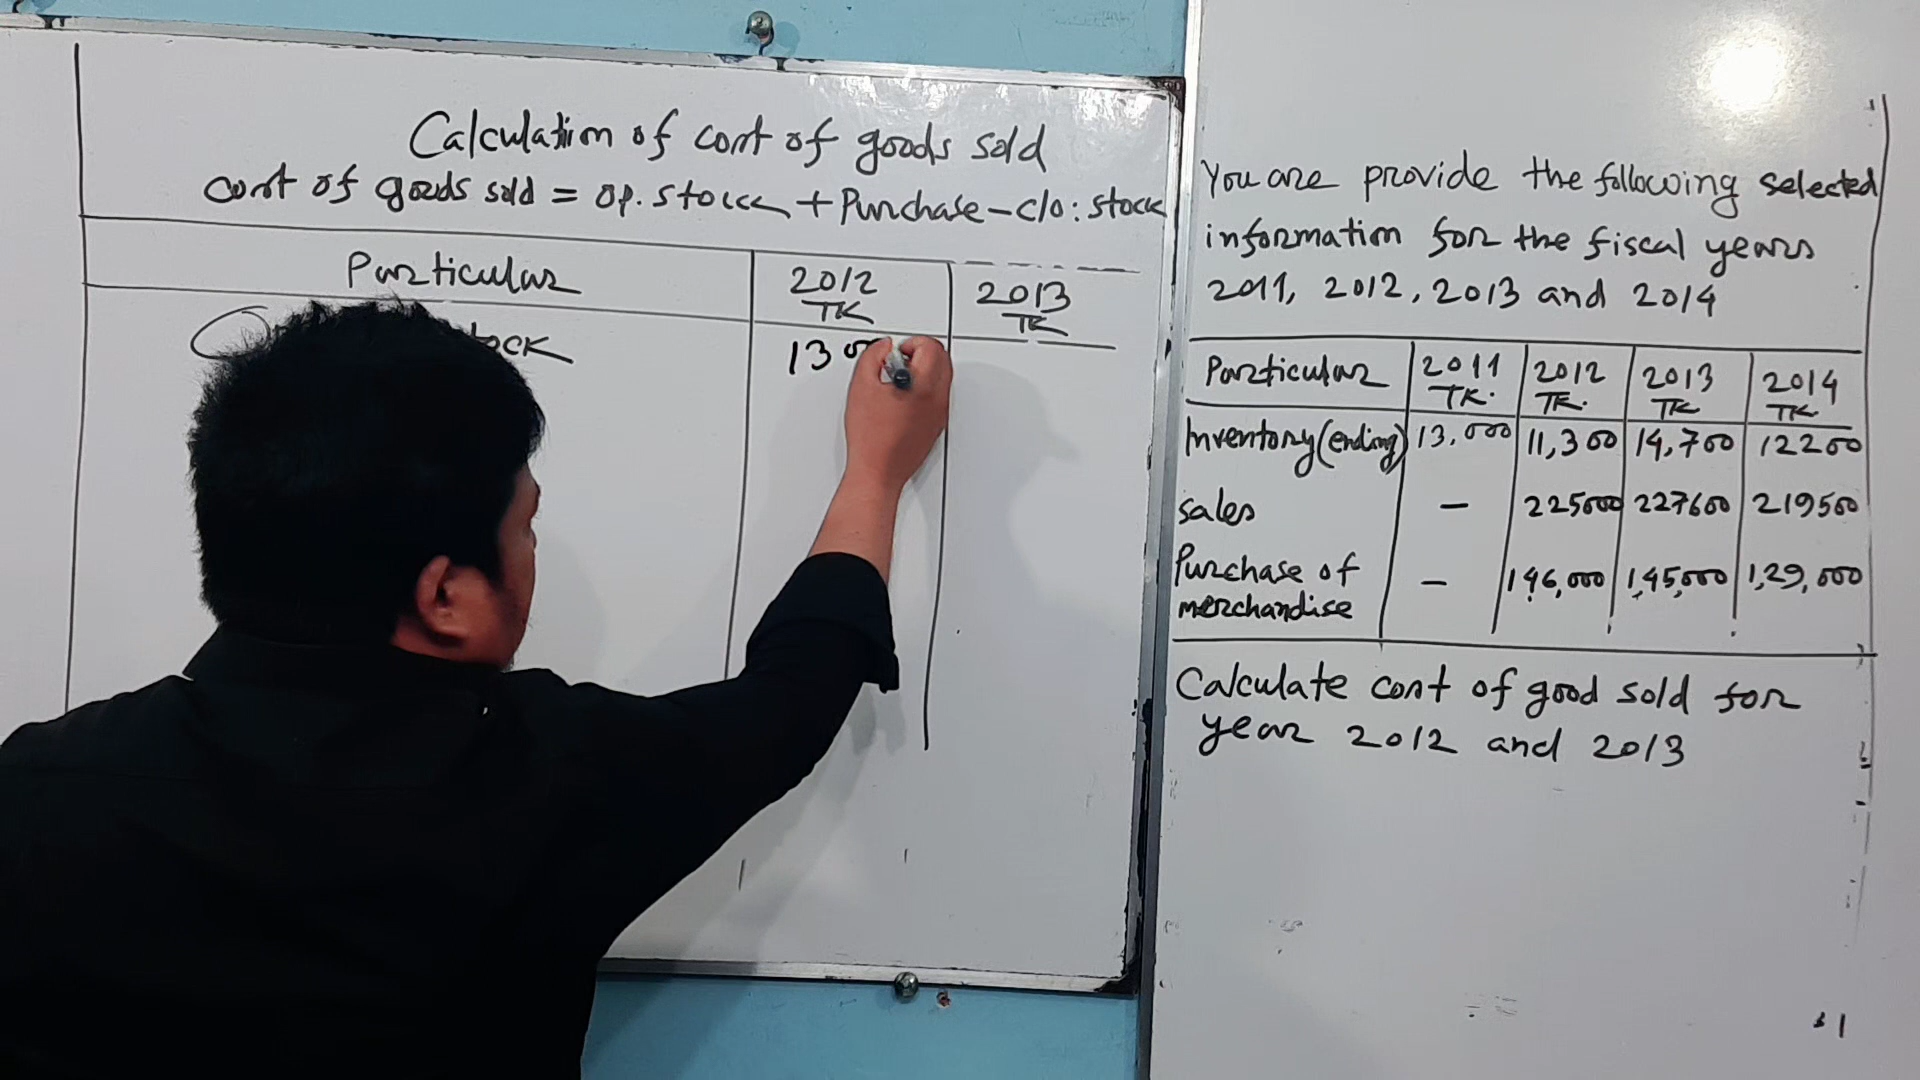 Calculation of cost of goods sold
cost of goods sold = op. stock + Purchase - clo: stock
Particular 2012 TK 2013 TK
ock 13 0
You are provide the following selected
information for the fiscal years
2011, 2012, 2013 and 2014
Particular 2011 TK. 2012 TK. 2013 TK 2014 TK.
Inventory (ending) 13,000 11,300 14,700 12200
sales - 225000 227600 219500
Purchase of - 146,000 1,45,000 1,29,000
merchandise
Calculate cost of good sold for
year 2012 and 2013